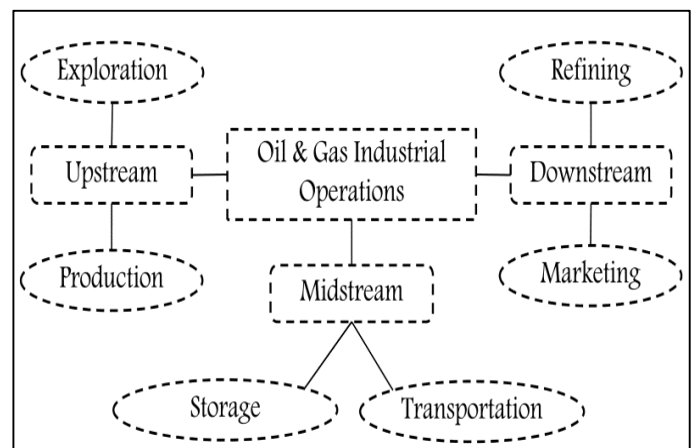 Exploration
Refining
Oil & Gas Industrial
Operations
Upstream
Downstream
Production
Midstream
Marketing
Storage
Transportation